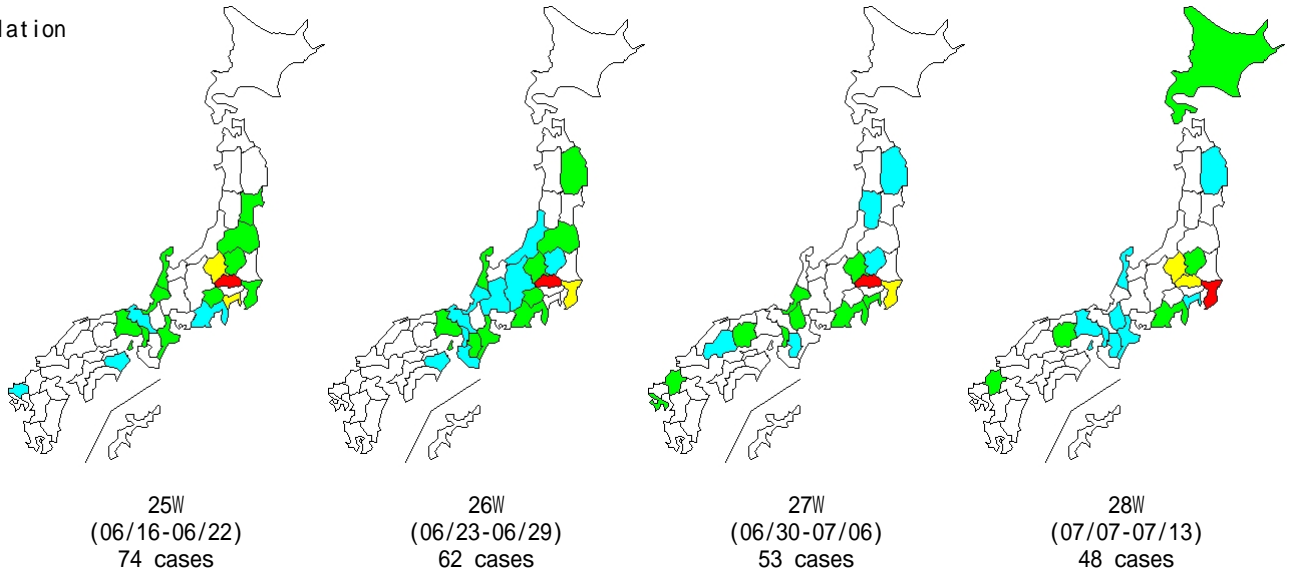 lation
25W
(06/16-06/22)
74 cases
26W
(06/23-06/29)
62 cases
27W
(06/30-07/06)
53 cases
28W
(07/07-07/13)
48 cases